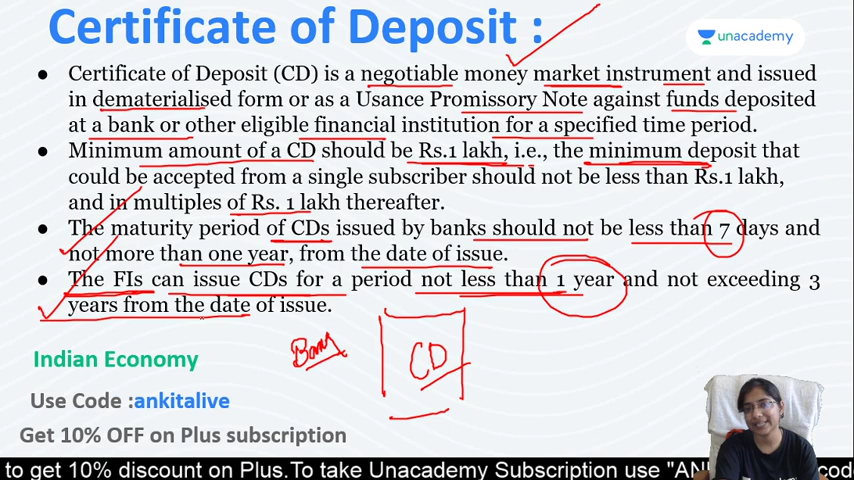 Certificate of Deposit :
unacademy
● Certificate of Deposit (CD) is a negotiable money market instrument and issued
in dematerialised form or as a Usance Promissory Note against funds deposited
at a bank or other eligible financial institution for a specified time period.
● Minimum amount of a CD should be Rs.1 lakh, i.e., the minimum deposit that
could be accepted from a single subscriber should not be less than Rs.1 lakh,
and in multiples of Rs. 1 lakh thereafter.
● The maturity period of CDs issued by banks should not be less than 7 days and
not more than one year, from the date of issue.
● The FIs can issue CDs for a period not less than 1 year and not exceeding 3
years from the date of issue.
Bank
CD
Indian Economy
Use Code :ankitalive
Get 10% OFF on Plus subscription
to get 10% discount on Plus.To take Unacademy Subscription use "AN cod